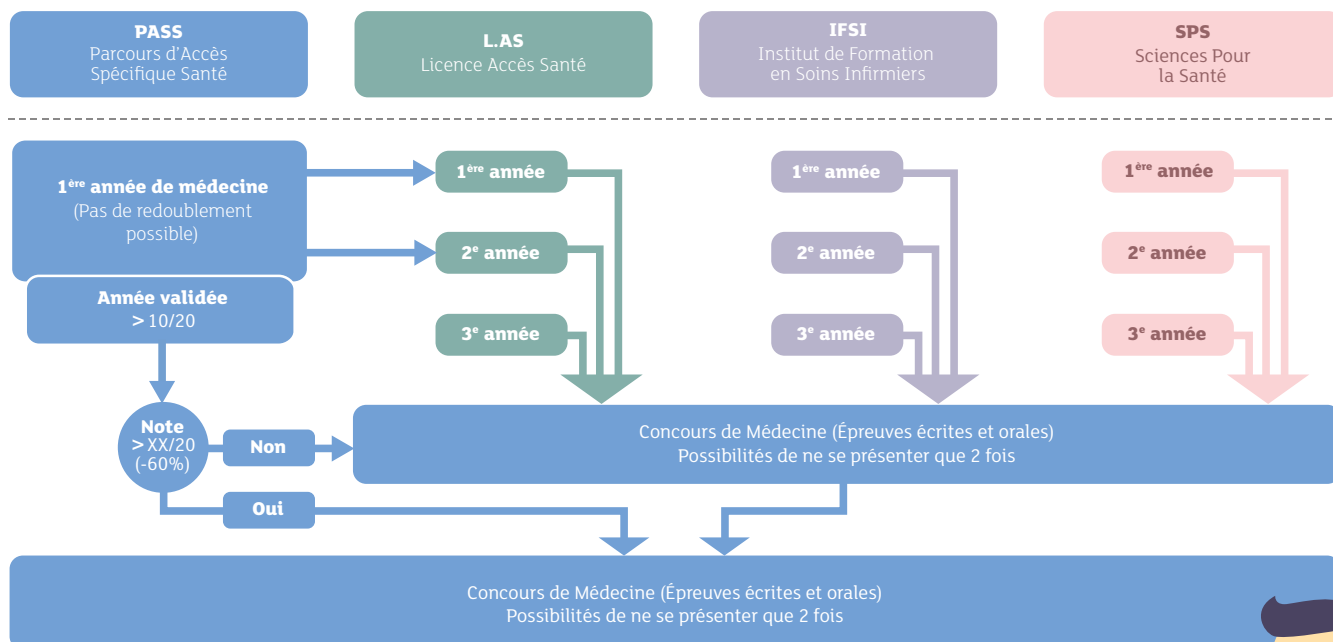 PASS
Parcours d'Accès
Spécifique Santé
L.AS
Licence Accès Santé
IFSI
Institut de Formation
en Soins Infirmiers
SPS
Sciences Pour
la Santé
1ère année de médecine
(Pas de redoublement
possible)
Année validée
> 10/20
1ère année
2e année
3e année
1ère année
2e année
3e année
1ère année
2e année
3e année
Note
> XX/20
(-60%)
Non
Oui
Concours de Médecine (Épreuves écrites et orales)
Possibilités de ne se présenter que 2 fois
Concours de Médecine (Épreuves écrites et orales)
Possibilités de ne se présenter que 2 fois